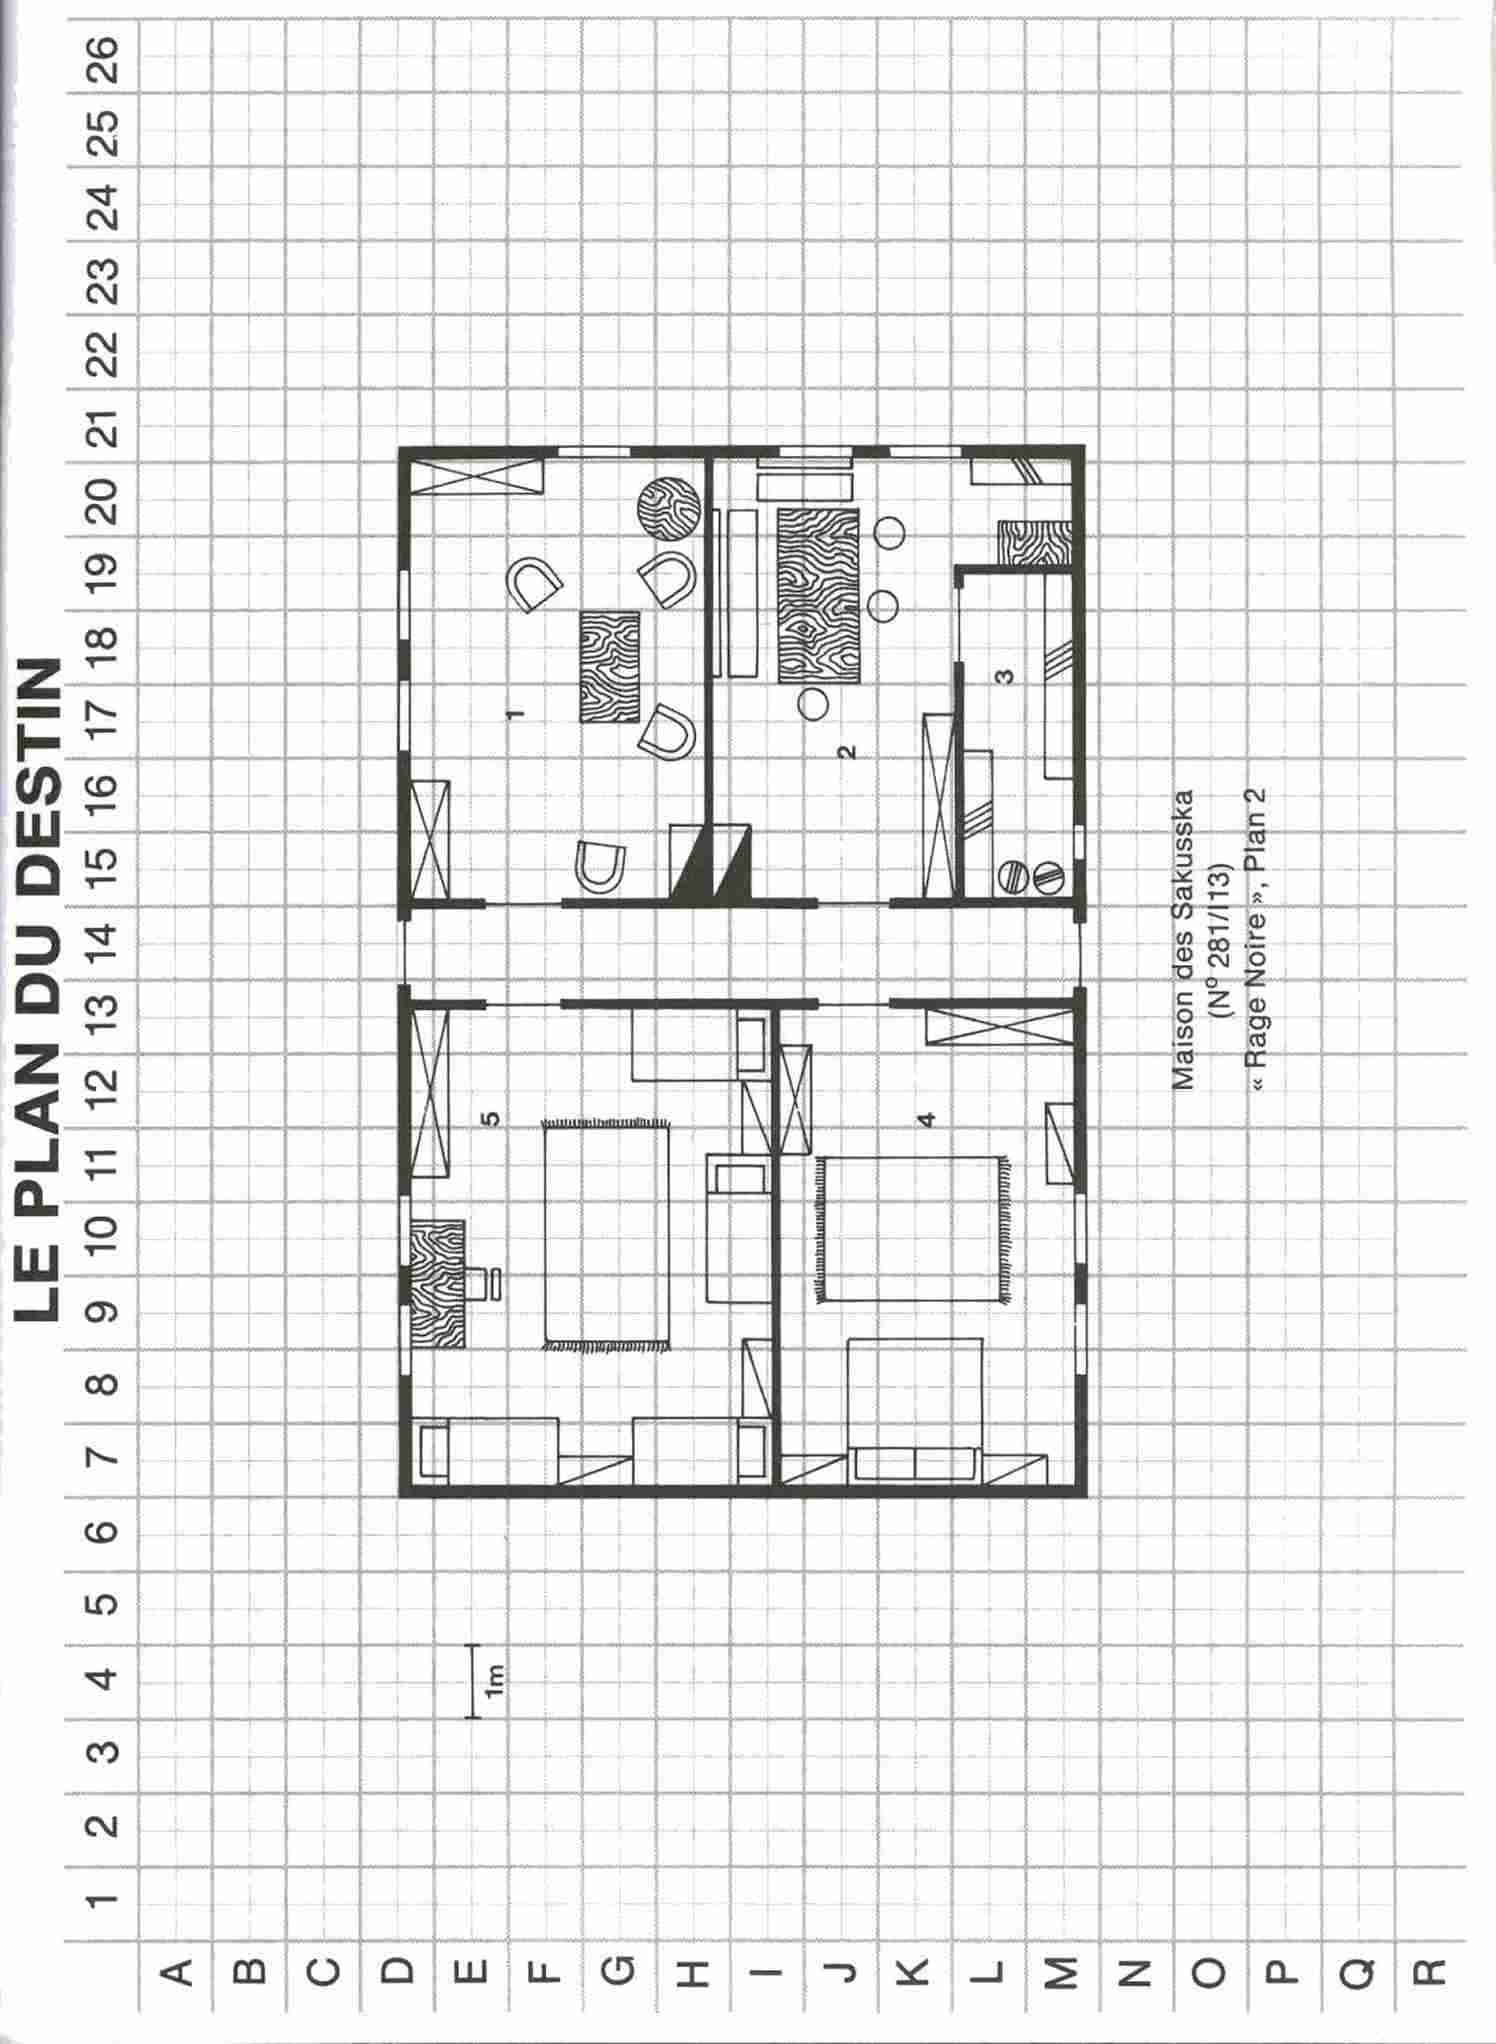 LE PLAN DU DESTIN
1 2 3 4 5 6 7 8 9 10 11 12 13 14 15 16 17 18 19 20 21 22 23 24 25 26
A
B
C
D
E
F
G
H
I
J
K
L
M
N
O
P
Q
R
1m
5
1
2
4
3
Maison des Sakusska
(Nº 281/I13)
« Rage Noire », Plan 2